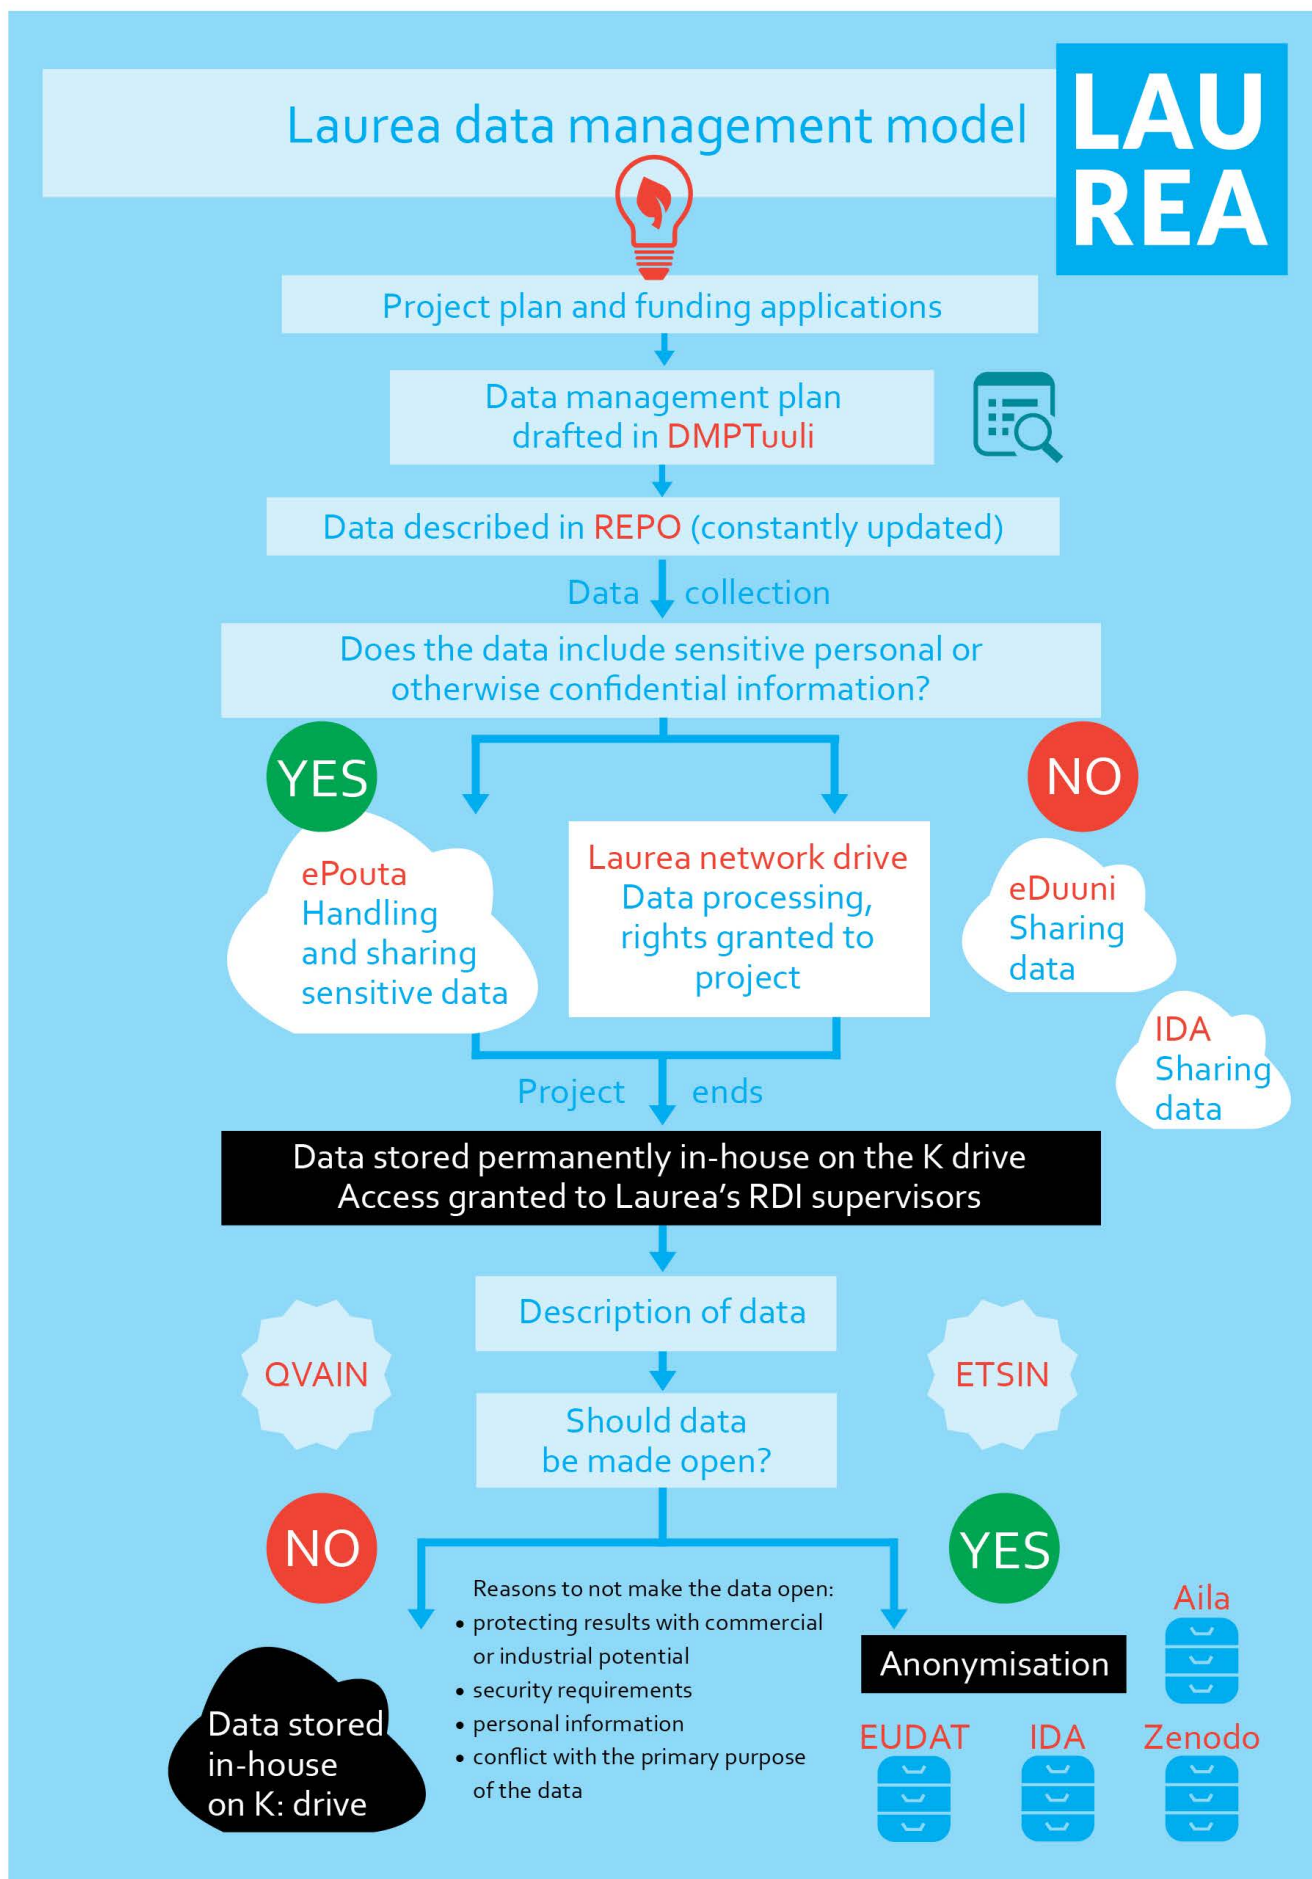 Laurea data management model
LAU
REA
Project plan and funding applications
Data management plan
drafted in DMPTuuli
Data described in REPO (constantly updated)
Data collection
Does the data include sensitive personal or
otherwise confidential information?
YES
NO
ePouta
Handling
and sharing
sensitive data
Laurea network drive
Data processing,
rights granted to
project
eDuuni
Sharing
data
IDA
Sharing
data
Project ends
Data stored permanently in-house on the K drive
Access granted to Laurea’s RDI supervisors
Description of data
QVAIN
ETSIN
Should data
be made open?
NO
YES
Reasons to not make the data open:
• protecting results with commercial
or industrial potential
• security requirements
• personal information
• conflict with the primary purpose
of the data
Data stored
in-house
on K: drive
Anonymisation
Aila
EUDAT
IDA
Zenodo